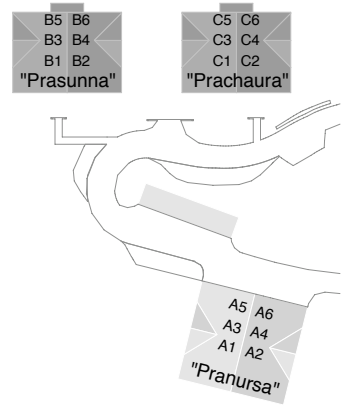 B5 B6
B3 B4
B1 B2
"Prasunna"
C5 C6
C3 C4
C1 C2
"Prachaura"
A5 A6
A3 A4
A1 A2
"Pranursa"